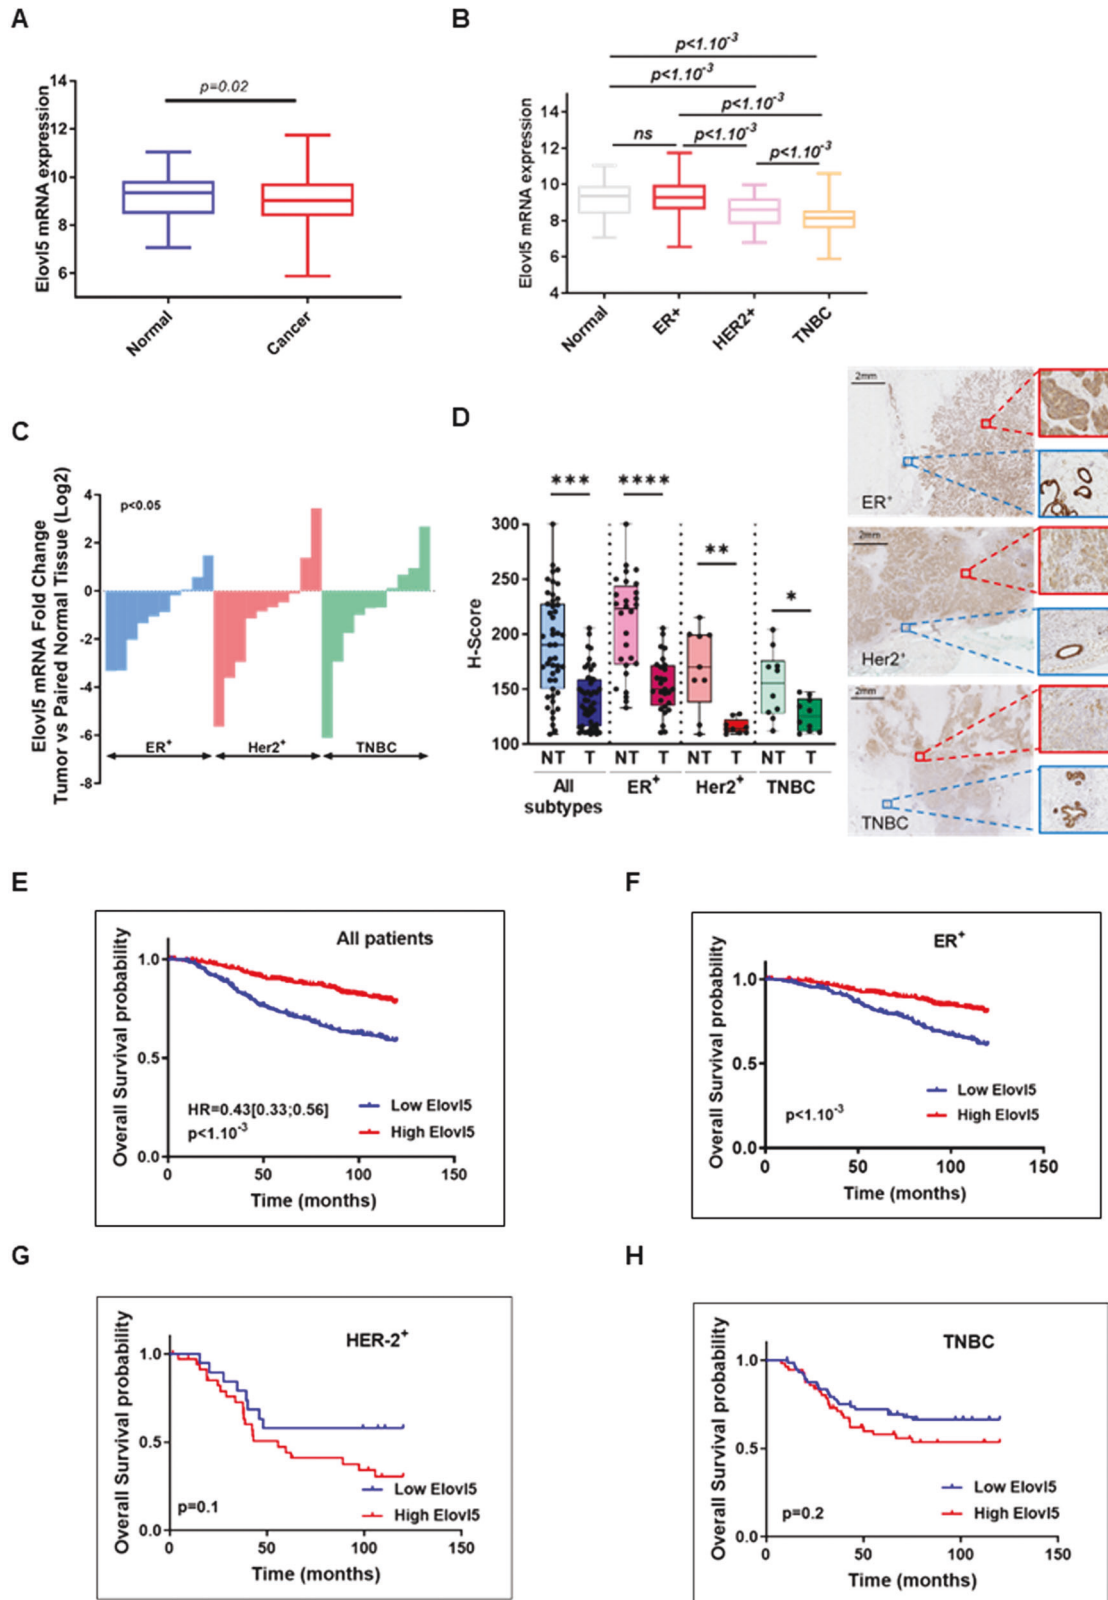 A
p=0.02
Elovl5 mRNA expression
14
12
10
8
6
Normal
Cancer
B
p<1.10-3
p<1.10-3
p<1.10-3
ns
p<1.10-3
p<1.10-3
Elovl5 mRNA expression
14
12
10
8
6
4
Normal
ER+
HER2+
TNBC
C
Elovl5 mRNA Fold Change
Tumor vs Paired Normal Tissue (Log2)
p<0.05
4
2
0
-2
-4
-6
-8
ER+
Her2+
TNBC
D
***
****
**
*
H-Score
300
250
200
150
100
NT T NT T NT T NT T
All subtypes
ER+
Her2+
TNBC
2mm
ER+
2mm
Her2+
2mm
TNBC
E
All patients
Overall Survival probability
1.0
0.5
0.0
HR=0.43[0.33;0.56]
p<1.10-3
Low Elovl5
High Elovl5
0 50 100 150
Time (months)
F
ER+
Overall Survival probability
1.0
0.5
0.0
p<1.10-3
Low Elovl5
High Elovl5
0 50 100 150
Time (months)
G
HER-2+
Overall Survival probability
1.0
0.5
0.0
p=0.1
Low Elovl5
High Elovl5
0 50 100 150
Time (months)
H
TNBC
Overall Survival probability
1.0
0.5
0.0
p=0.2
Low Elovl5
High Elovl5
0 50 100 150
Time (months)